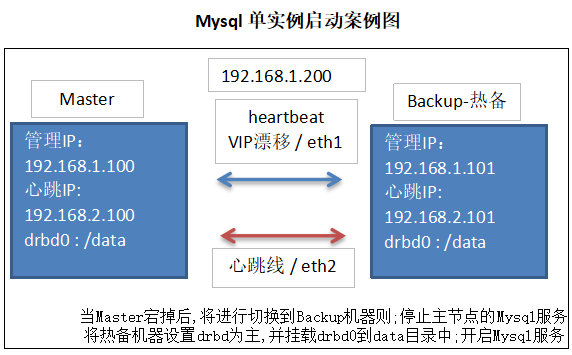 Mysql 单实例启动案例图
192.168.1.200
Master
Backup-热备
heartbeat
VIP漂移 / eth1
管理IP：
192.168.1.100
心跳IP:
192.168.2.100
drbd0 : /data
管理IP：
192.168.1.101
心跳IP:
192.168.2.101
drbd0 : /data
心跳线 / eth2
当Master宕掉后,将进行切换到Backup机器则;停止主节点的Mysql服务
将热备机器设置drbd为主,并挂载drbd0到data目录中;开启Mysql服务